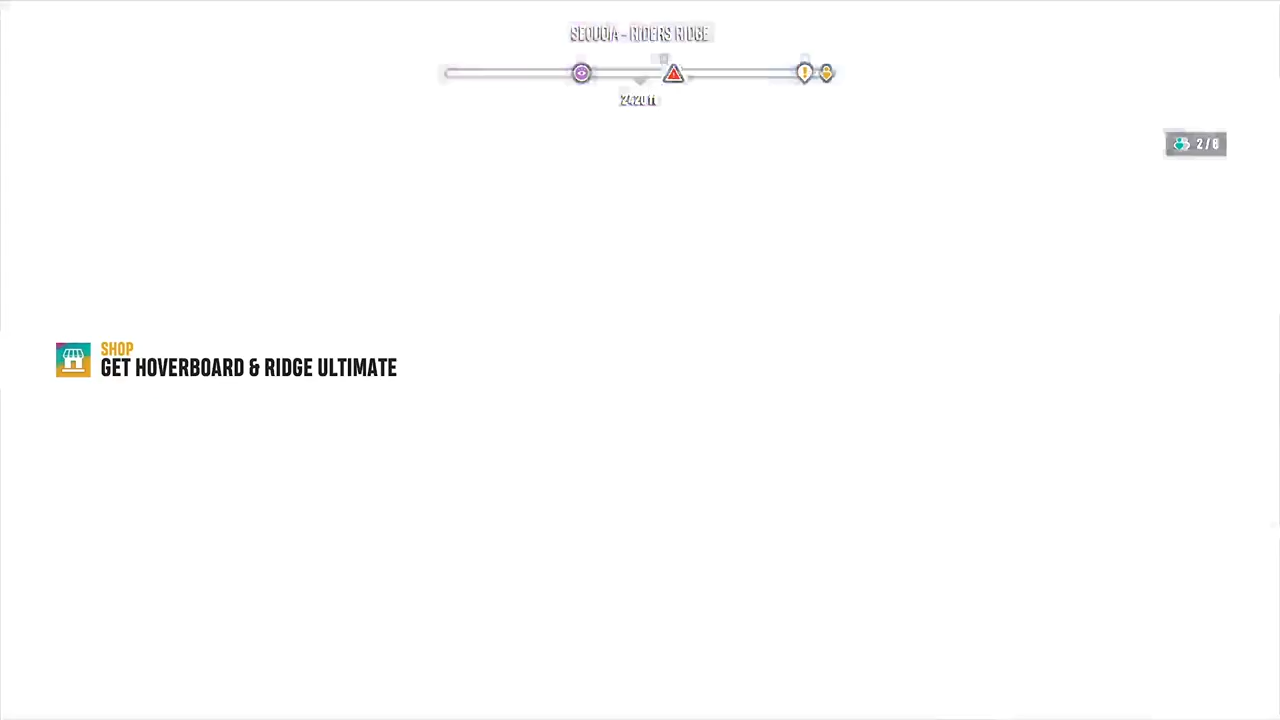 SEQUOIA - RIDERS RIDGE
2420 ft
2/6
SHOP
GET HOVERBOARD & RIDGE ULTIMATE